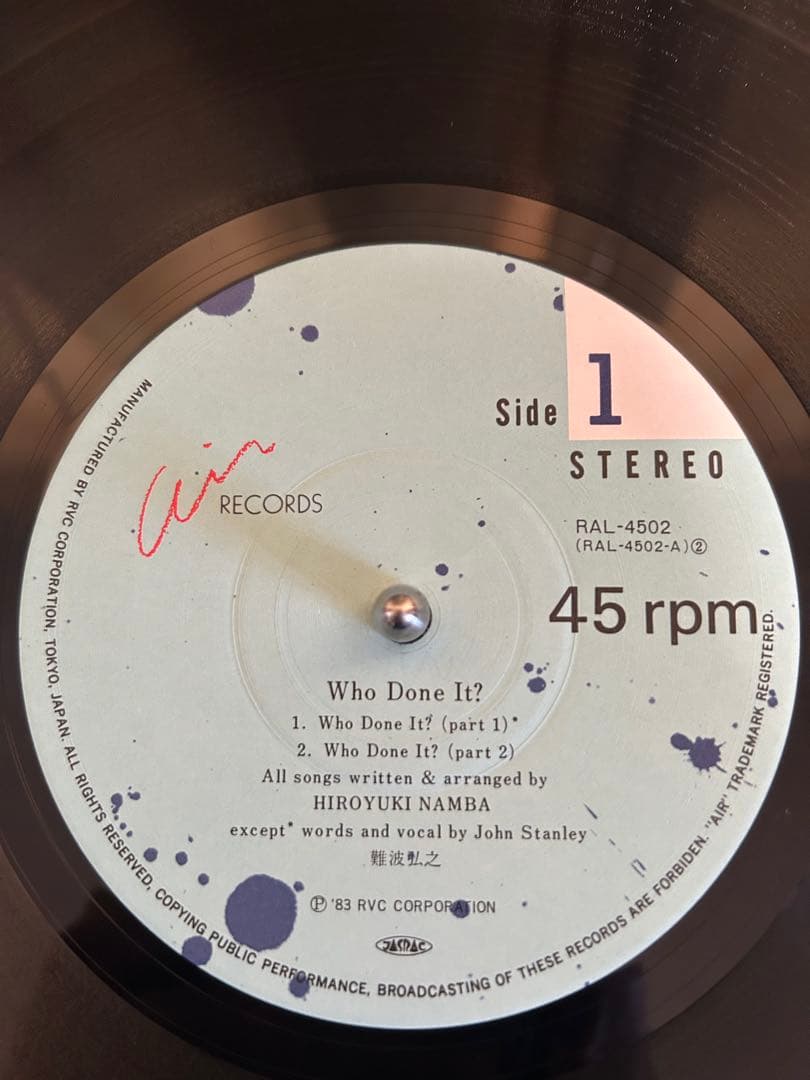 Side 1
STEREO
air
RECORDS
RAL-4502
(RAL-4502-A)②
45 rpm
Who Done It?
1. Who Done It? (part 1)*
2. Who Done It? (part 2)
All songs written & arranged by
HIROYUKI NAMBA
except* words and vocal by John Stanley
難波弘之
Ⓟ '83 RVC CORPORATION
JASRAC
MANUFACTURED BY RVC CORPORATION, TOKYO, JAPAN. ALL RIGHTS RESERVED, COPYING PUBLIC PERFORMANCE, BROADCASTING OF THESE RECORDS ARE FORBIDDEN. "AIR" TRADEMARK REGISTERED.